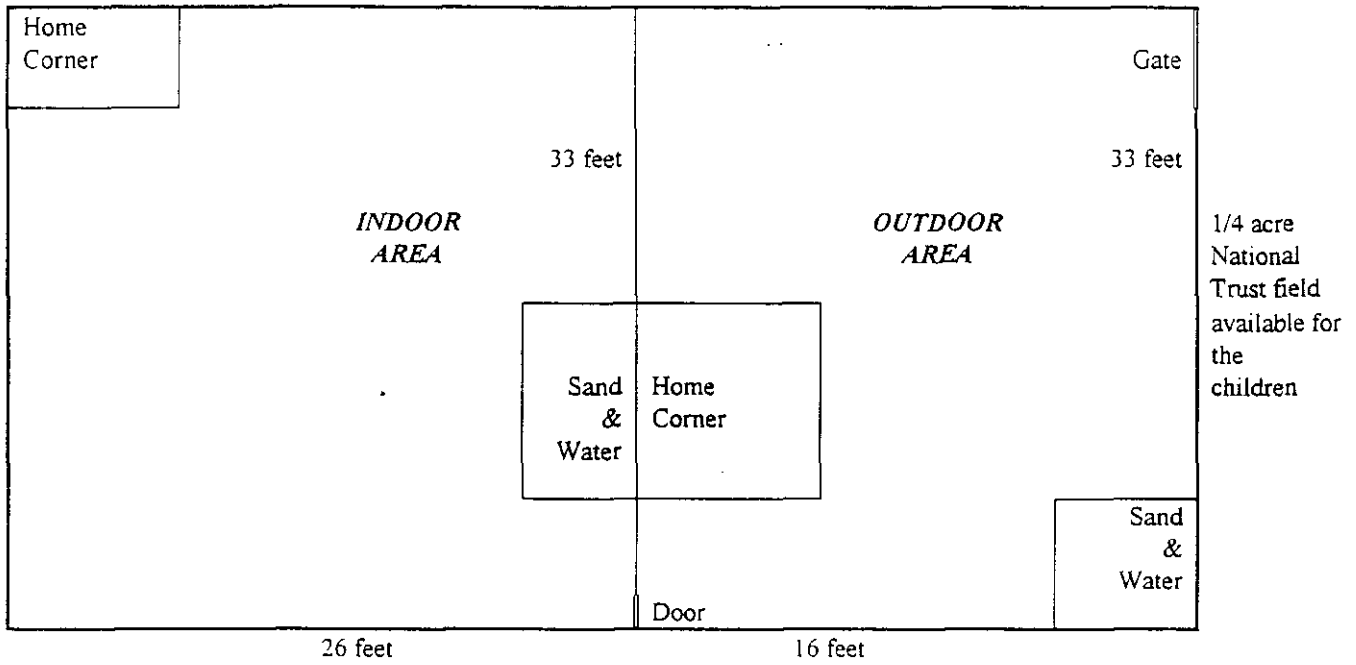 Home
Corner
Gate
33 feet
33 feet
INDOOR
AREA
OUTDOOR
AREA
1/4 acre
National
Trust field
available for
the
children
Sand
&
Water
Home
Corner
Sand
&
Water
Door
26 feet
16 feet